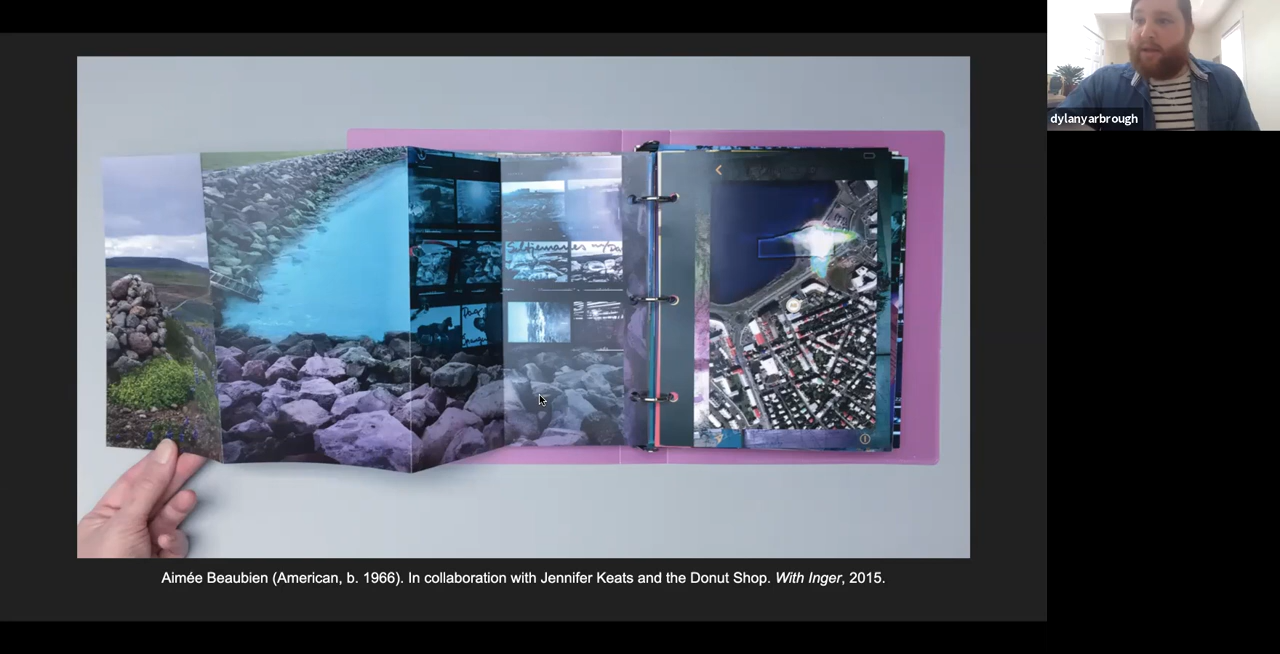 dylanyarbrough
Aimée Beaubien (American, b. 1966). In collaboration with Jennifer Keats and the Donut Shop. With Inger, 2015.